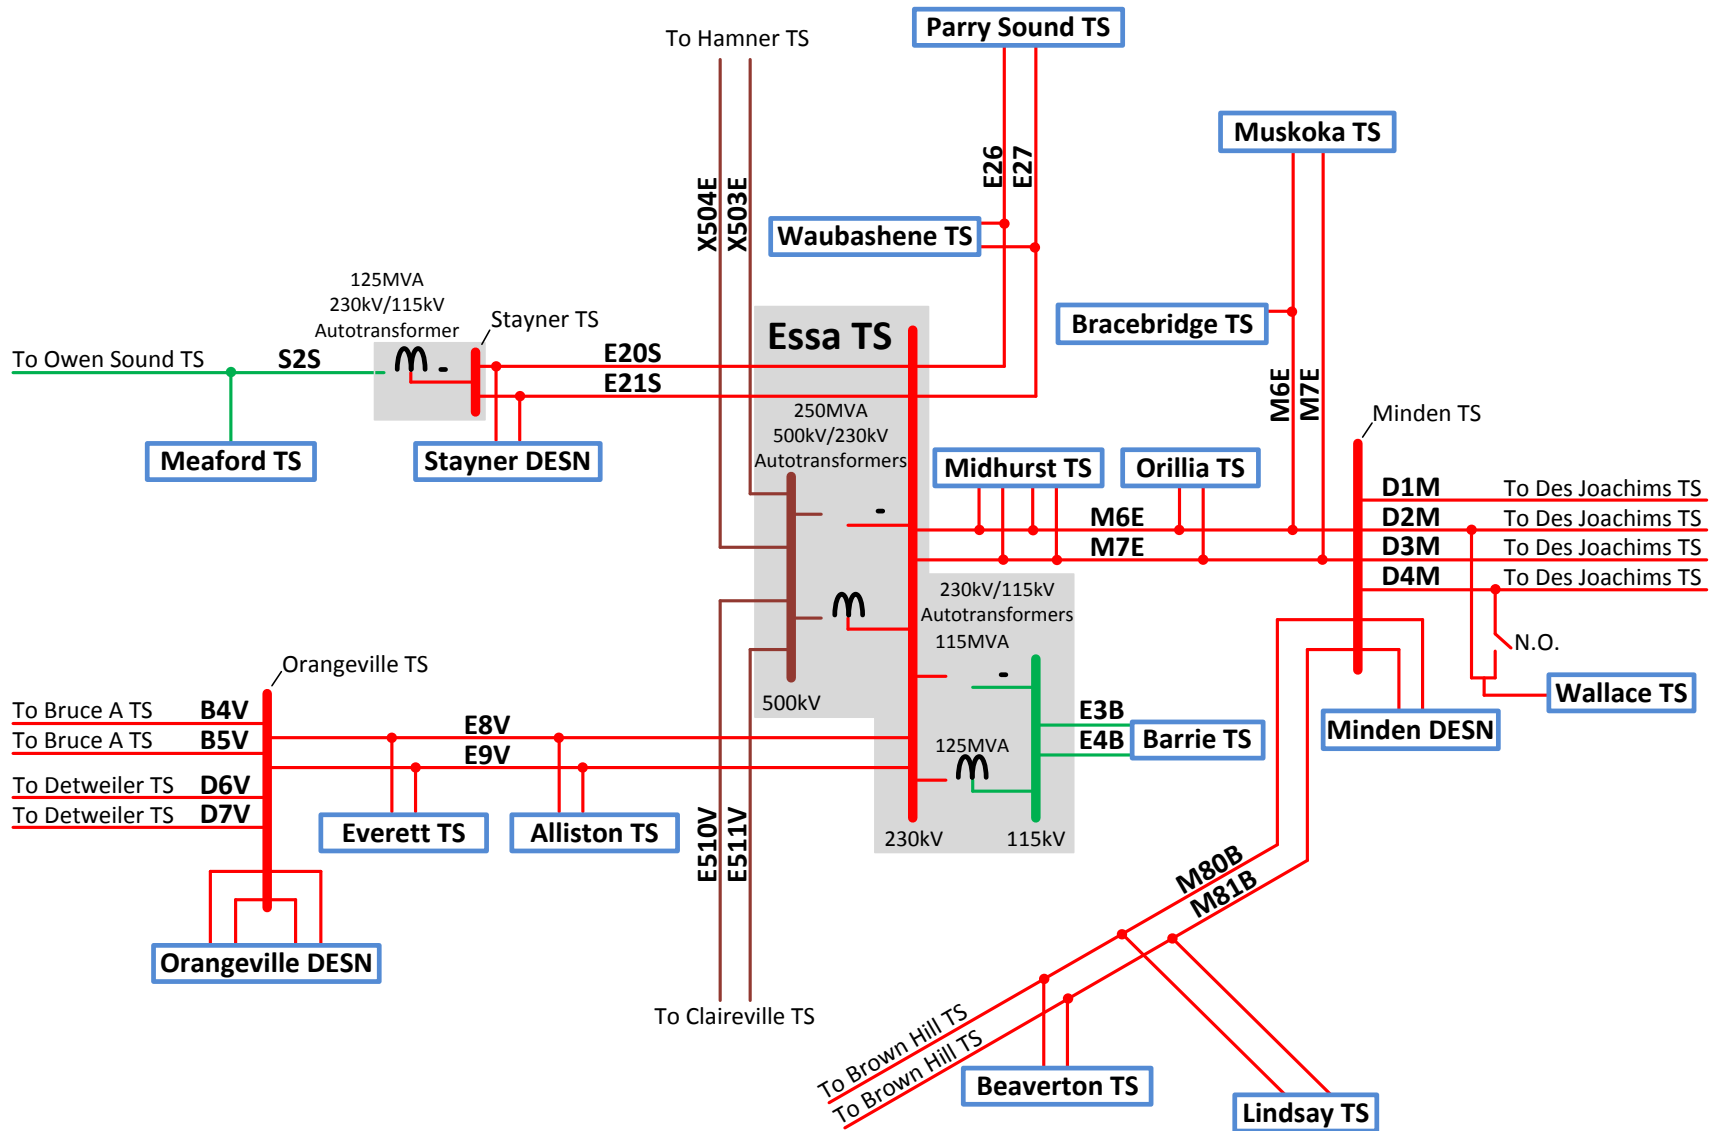 Parry Sound TS
To Hamner TS
Muskoka TS
E26
E27
X504E
X503E
Waubashene TS
125MVA
230kV/115kV
Autotransformer
Stayner TS
Essa TS
Bracebridge TS
To Owen Sound TS
S2S
E20S
E21S
M6E
M7E
Minden TS
250MVA
500kV/230kV
Autotransformers
Meaford TS
Stayner DESN
Midhurst TS
Orillia TS
D1M
To Des Joachims TS
M6E
D2M
To Des Joachims TS
M7E
D3M
To Des Joachims TS
D4M
To Des Joachims TS
230kV/115kV
Autotransformers
115MVA
N.O.
Orangeville TS
500kV
Wallace TS
To Bruce A TS
B4V
E8V
E3B
Minden DESN
To Bruce A TS
B5V
E9V
E4B
Barrie TS
125MVA
To Detweiler TS
D6V
To Detweiler TS
D7V
Everett TS
Alliston TS
E510V
E511V
230kV
115kV
M80B
M81B
Orangeville DESN
To Claireville TS
To Brown Hill TS
To Brown Hill TS
Beaverton TS
Lindsay TS